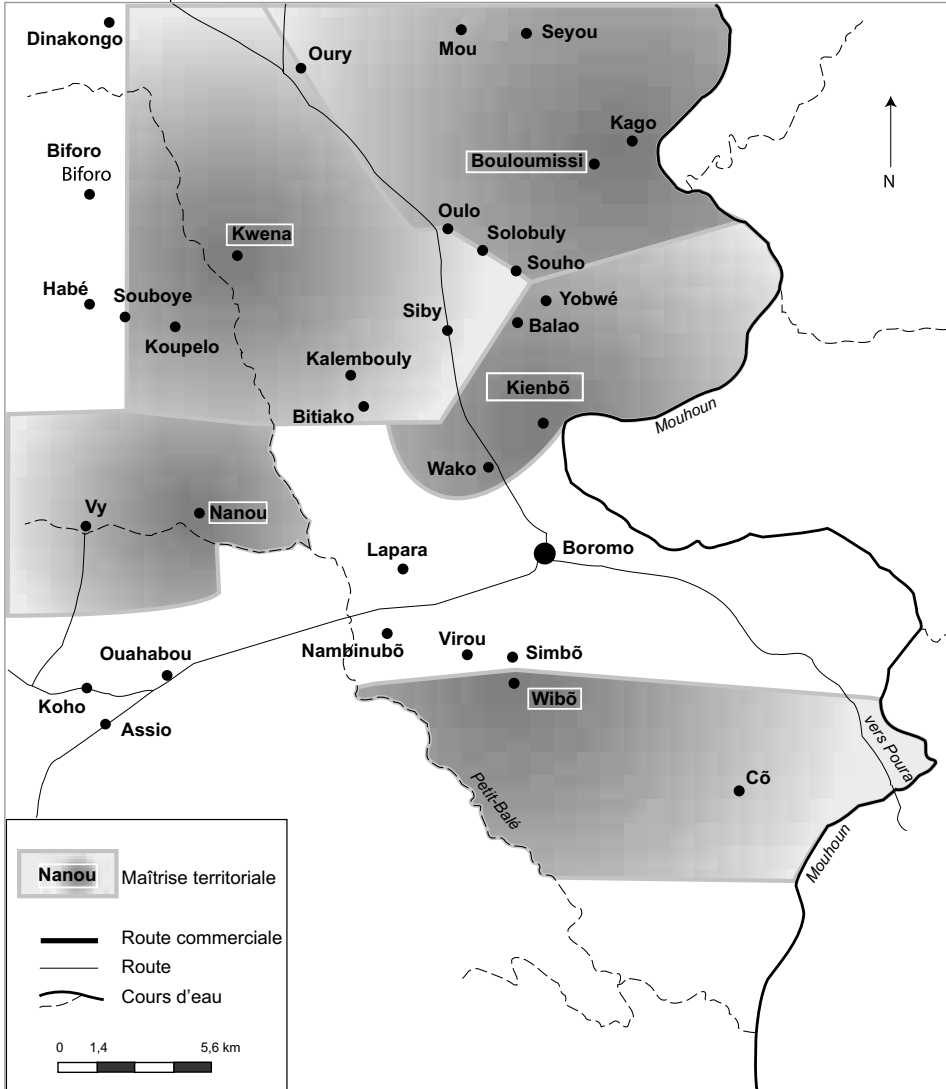 Dinakongo
Oury
Mou
Seyou
Kago
Bouloumissi
N
Biforo
Biforo
Kwena
Oulo
Solobuly
Souho
Habé
Souboye
Koupelo
Siby
Yobwé
Balao
Kalembouly
Bitiako
Kienbõ
Mouhoun
Wako
Vy
Nanou
Lapara
Boromo
Nambinubõ
Virou
Simbõ
Ouahabou
Koho
Assio
Wibõ
vers Poura
Cõ
Petit-Balé
Mouhoun
Nanou Maîtrise territoriale
Route commerciale
Route
Cours d'eau
0 1,4 5,6 km